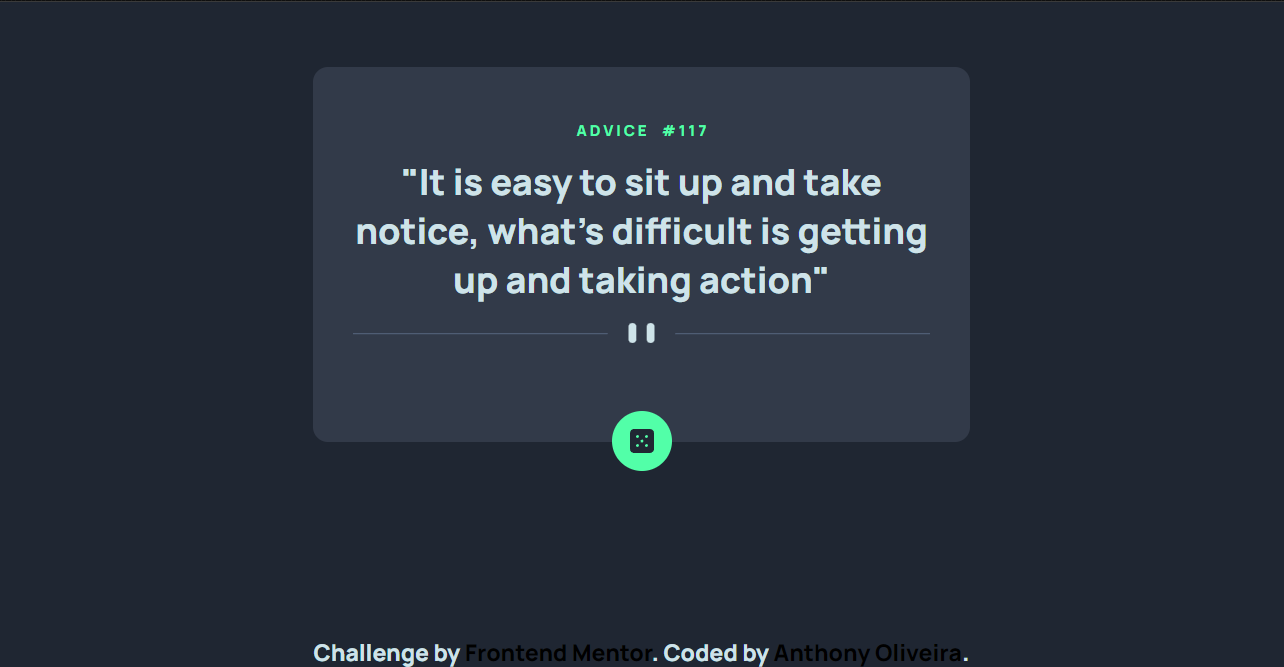 ADVICE #117
"It is easy to sit up and take
notice, what's difficult is getting
up and taking action"
Challenge by Frontend Mentor. Coded by Anthony Oliveira.